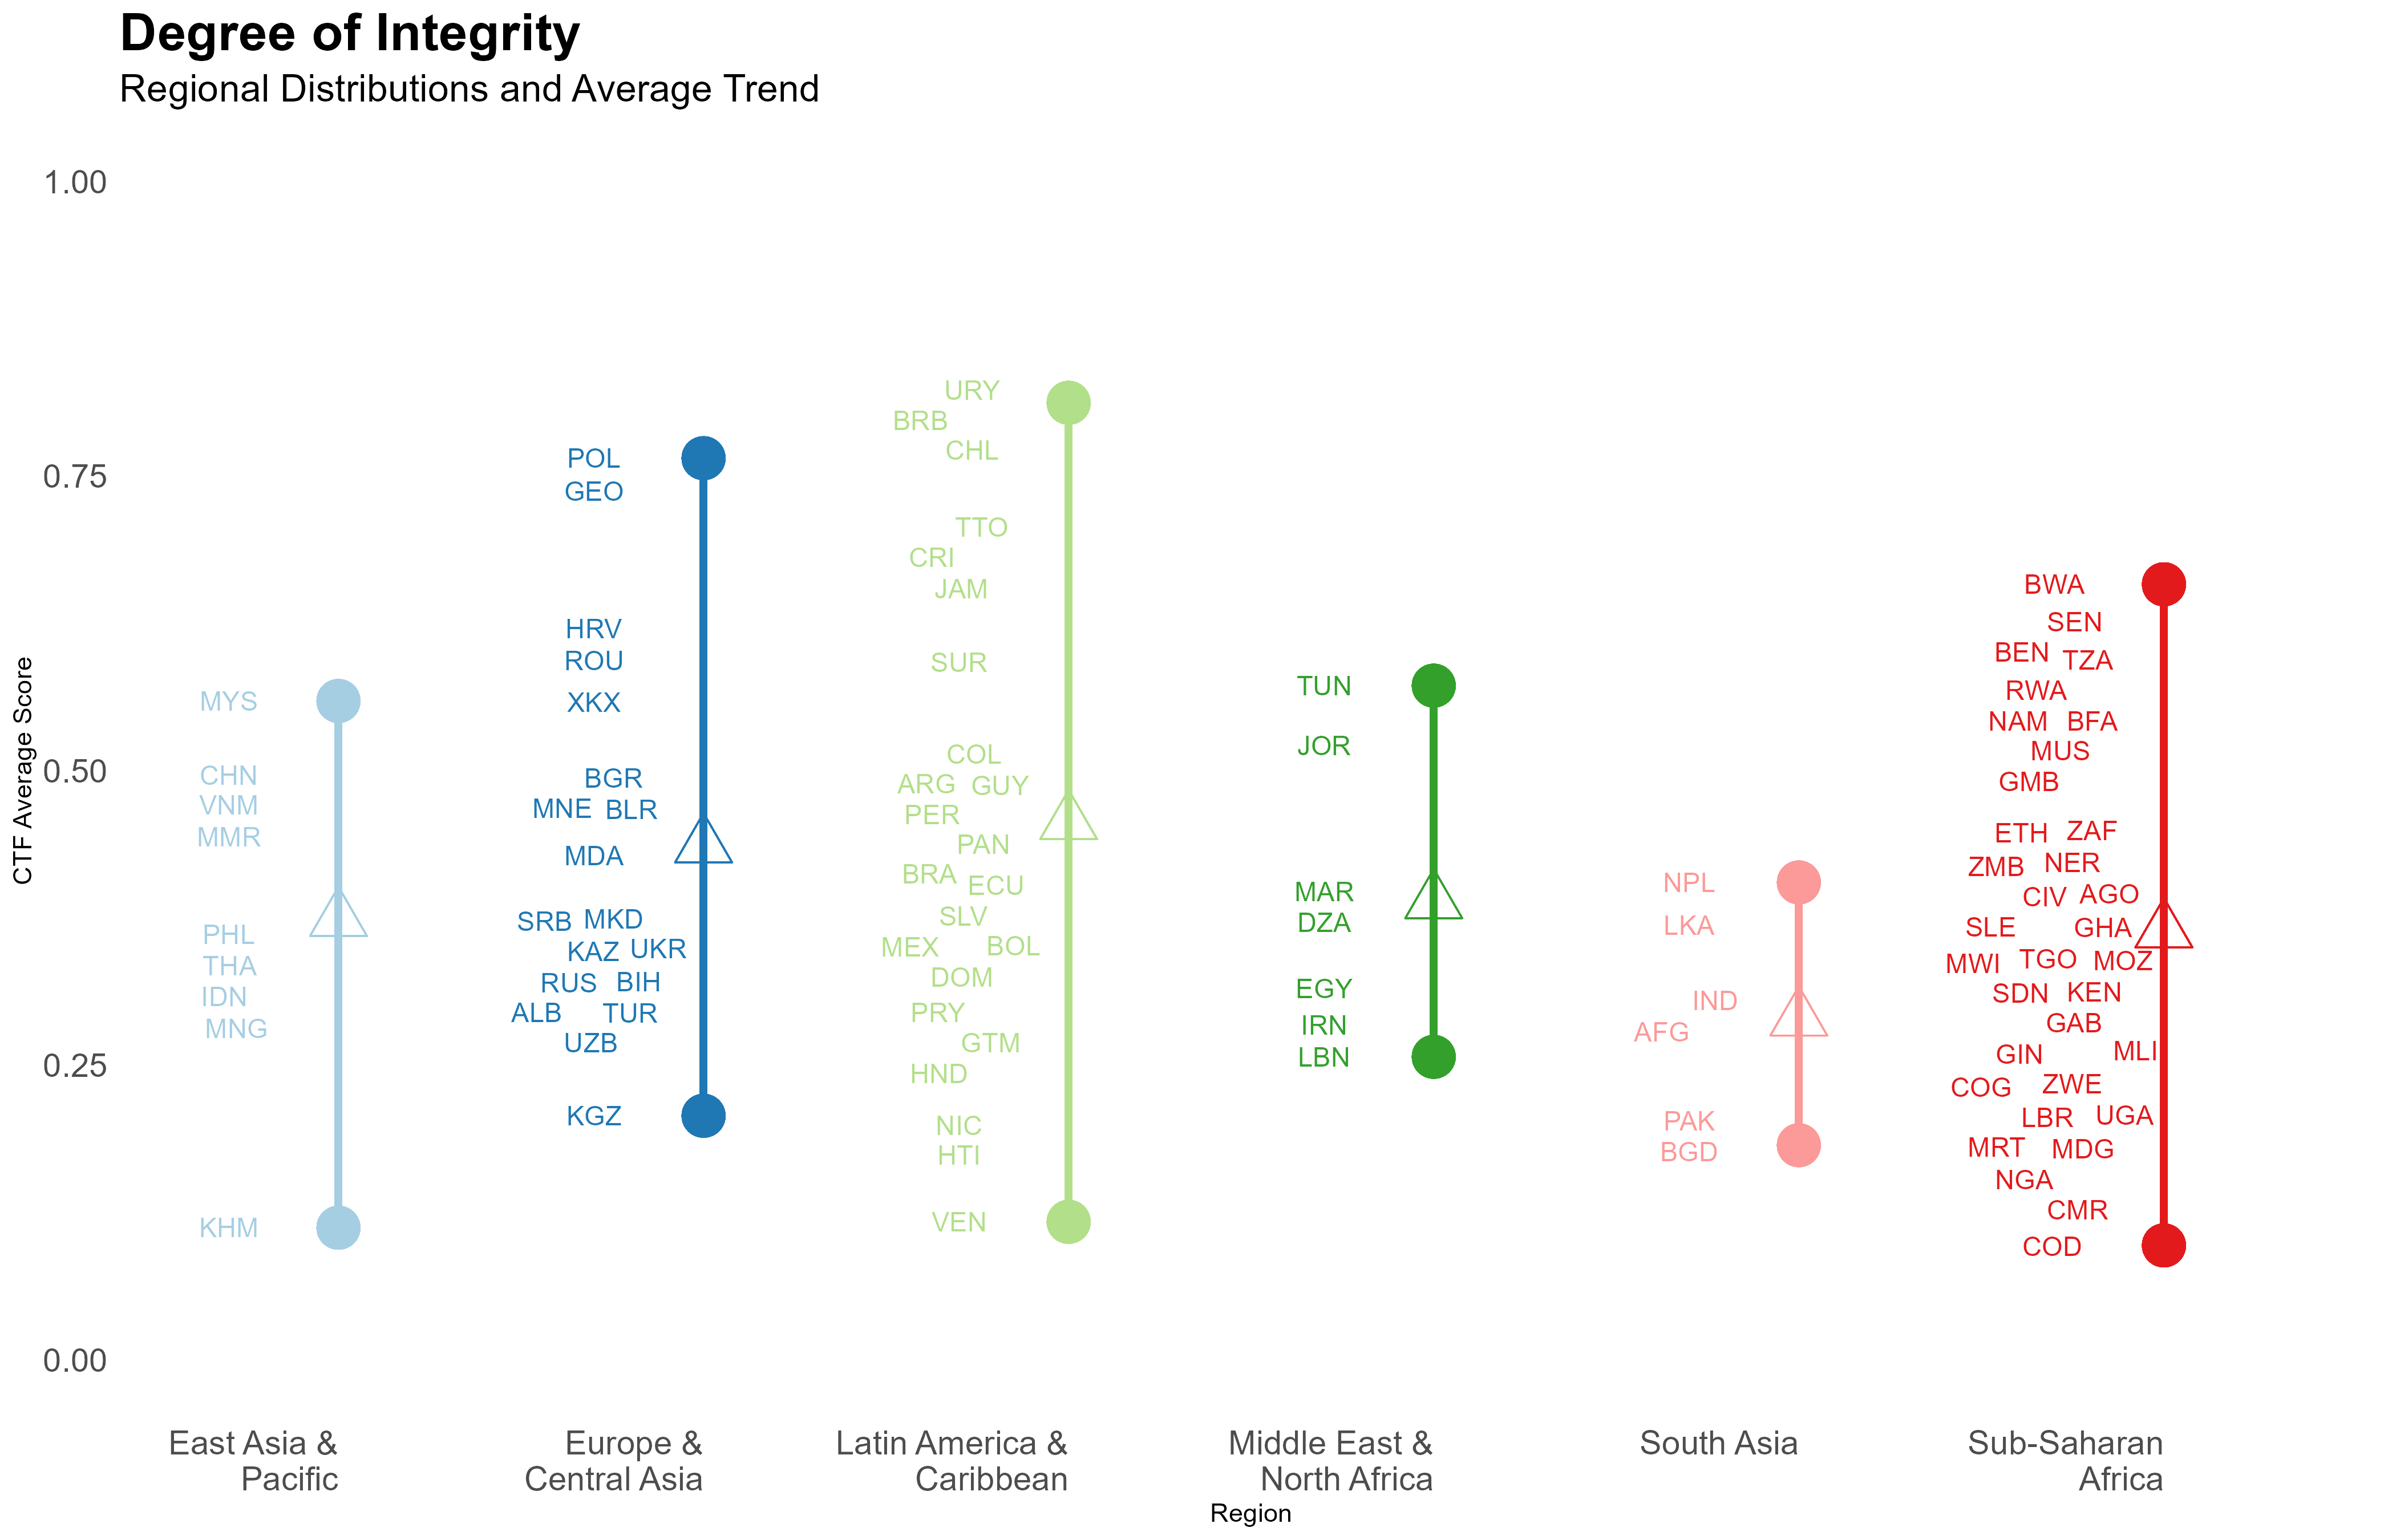 Degree of Integrity
Regional Distributions and Average Trend
CTF Average Score
1.00
0.75
0.50
0.25
0.00
MYS
CHN
VNM
MMR
PHL
THA
IDN
MNG
KHM
East Asia &
Pacific
POL
GEO
HRV
ROU
XKX
BGR
MNE BLR
MDA
SRB MKD
KAZ UKR
RUS BIH
ALB TUR
UZB
KGZ
Europe &
Central Asia
URY
BRB
CHL
TTO
CRI
JAM
SUR
COL
ARG GUY
PER
PAN
BRA ECU
SLV
MEX BOL
DOM
PRY
GTM
HND
NIC
HTI
VEN
Latin America &
Caribbean
TUN
JOR
MAR
DZA
EGY
IRN
LBN
Middle East &
North Africa
NPL
LKA
IND
AFG
PAK
BGD
South Asia
BWA
SEN
BEN TZA
RWA
NAM BFA
MUS
GMB
ETH ZAF
ZMB NER
CIV AGO
SLE GHA
MWI TGO MOZ
SDN KEN
GAB
GIN MLI
COG ZWE
LBR UGA
MRT MDG
NGA
CMR
COD
Sub-Saharan
Africa
Region